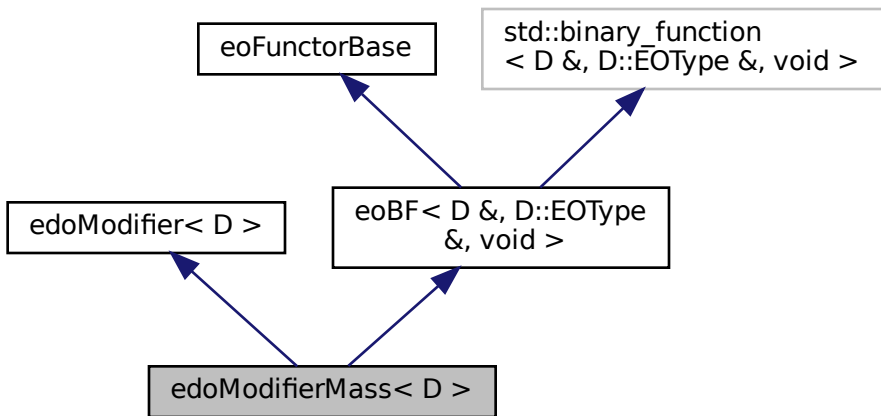 std::binary_function
< D &, D::EOType &, void >
eoFunctorBase
eoBF< D &, D::EOType
&, void >
edoModifier< D >
edoModifierMass< D >